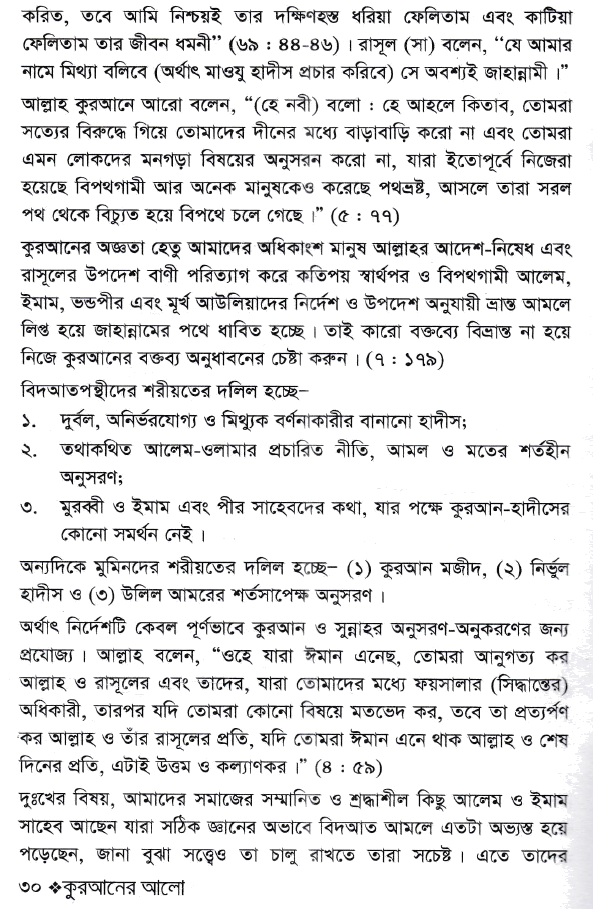 করিত, তবে আমি নিশ্চয়ই তার দক্ষিণহস্ত ধরিয়া ফেলিতাম এবং কাটিয়া
ফেলিতাম তার জীবন ধমনী” (৬৯ : ৪৪-৪৬) । রাসূল (সা) বলেন, “যে আমার
নামে মিথ্যা বলিবে (অর্থাৎ মাওযু হাদীস প্রচার করিবে) সে অবশ্যই জাহান্নামী ।”
আল্লাহ কুরআনে আরো বলেন, “(হে নবী) বলো : হে আহলে কিতাব, তোমরা
সত্যের বিরুদ্ধে গিয়ে তোমাদের দীনের মধ্যে বাড়াবাড়ি করো না এবং তোমরা
এমন লোকদের মনগড়া বিষয়ের অনুসরন করো না, যারা ইতোপূর্বে নিজেরা
হয়েছে বিপথগামী আর অনেক মানুষকেও করেছে পথভ্রষ্ট, আসলে তারা সরল
পথ থেকে বিচ্যুত হয়ে বিপথে চলে গেছে ।” (৫ : ৭৭)
কুরআনের অজ্ঞতা হেতু আমাদের অধিকাংশ মানুষ আল্লাহর আদেশ-নিষেধ এবং
রাসূলের উপদেশ বাণী পরিত্যাগ করে কতিপয় স্বার্থপর ও বিপথগামী আলেম,
ইমাম, ভন্ডপীর এবং মূর্খ আউলিয়াদের নির্দেশ ও উপদেশ অনুযায়ী ভ্রান্ত আমলে
লিপ্ত হয়ে জাহান্নামের পথে ধাবিত হচ্ছে । তাই কারো বক্তব্যে বিভ্রান্ত না হয়ে
নিজে কুরআনের বক্তব্য অনুধাবনের চেষ্টা করুন । (৭ : ১৭৯)
বিদআতপন্থীদের শরীয়তের দলিল হচ্ছে–
১. দুর্বল, অনির্ভরযোগ্য ও মিথ্যুক বর্ণনাকারীর বানানো হাদীস;
২. তথাকথিত আলেম-ওলামার প্রচারিত নীতি, আমল ও মতের শর্তহীন
অনুসরণ;
৩. মুরব্বী ও ইমাম এবং পীর সাহেবদের কথা, যার পক্ষে কুরআন-হাদীসের
কোনো সমর্থন নেই ।
অন্যদিকে মুমিনদের শরীয়তের দলিল হচ্ছে– (১) কুরআন মজীদ, (২) নির্ভুল
হাদীস ও (৩) উলিল আমরের শর্তসাপেক্ষ অনুসরণ ।
অর্থাৎ নির্দেশটি কেবল পূর্ণভাবে কুরআন ও সুন্নাহর অনুসরণ-অনুকরণের জন্য
প্রযোজ্য । আল্লাহ বলেন, “ওহে যারা ঈমান এনেছ, তোমরা আনুগত্য কর
আল্লাহ ও রাসূলের এবং তাদের, যারা তোমাদের মধ্যে ফয়সালার (সিদ্ধান্তের)
অধিকারী, তারপর যদি তোমরা কোনো বিষয়ে মতভেদ কর, তবে তা প্রত্যর্পণ
কর আল্লাহ ও তাঁর রাসূলের প্রতি, যদি তোমরা ঈমান এনে থাক আল্লাহ ও শেষ
দিনের প্রতি, এটাই উত্তম ও কল্যাণকর ।” (৪ : ৫৯)
দুঃখের বিষয়, আমাদের সমাজের সম্মানিত ও শ্রদ্ধাশীল কিছু আলেম ও ইমাম
সাহেব আছেন যারা সঠিক জ্ঞানের অভাবে বিদআত আমলে এতটা অভ্যস্ত হয়ে
পড়েছেন, জানা বুঝা সত্ত্বেও তা চালু রাখতে তারা সচেষ্ট । এতে তাদের
৩০ ❖কুরআনের আলো